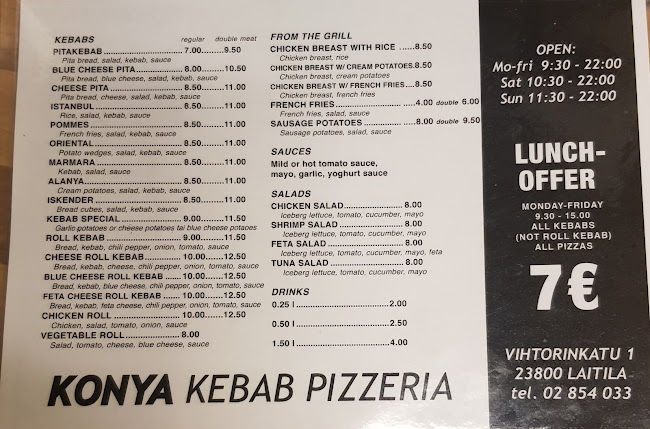 KEBABS regular double meat
PITAKEBAB 7.00 9.50
Pita bread, salad, kebab, sauce
BLUE CHEESE PITA 8.00 10.50
Pita bread, blue cheese, salad, kebab, sauce
CHEESE PITA 8.50 11.00
Pita bread, cheese, salad, kebab, sauce
ISTANBUL 8.50 11.00
Rice, salad, kebab, sauce
POMMES 8.50 11.00
French fries, salad, kebab, sauce
ORIENTAL 8.50 11.00
Potato wedges, salad, kebab, sauce
MARMARA 8.50 11.00
Kebab, salad, sauce
ALANYA 8.50 11.00
Cream potatoes, salad, kebab, sauce
ISKENDER 8.50 11.00
Bread cubes, salad, kebab, sauce
KEBAB SPECIAL 9.00 11.50
Garlic potatoes or cheese potatoes tai blue cheese potaoes
ROLL KEBAB 9.00 11.50
Bread, kebab, chili pepper, onion, tomato, sauce
CHEESE ROLL KEBAB 10.00 12.50
Bread, kebab, cheese, chili pepper, onion, tomato, sauce
BLUE CHEESE ROLL KEBAB 10.00 12.50
Bread, kebab, blue cheese, chili pepper, onion, tomato, sauce
FETA CHEESE ROLL KEBAB 10.00 12.50
Bread, kebab, feta cheese, chili pepper, onion, tomato, sauce
CHICKEN ROLL 10.00 12.50
Chicken, salad, tomato, onion, sauce
VEGETABLE ROLL 8.00
Salad, tomato, cheese, blue cheese, sauce
FROM THE GRILL
CHICKEN BREAST WITH RICE 8.50
Chicken breast, rice
CHICKEN BREAST W/ CREAM POTATOES 8.50
Chicken breast, cream potatoes
CHICKEN BREAST W/ FRENCH FRIES 8.50
Chicken breast, french fries
FRENCH FRIES 4.00 double 6.00
French fries, salad, sauce
SAUSAGE POTATOES 8.00 double 9.50
Sausage potatoes, salad, sauce
SAUCES
Mild or hot tomato sauce,
mayo, garlic, yoghurt sauce
SALADS
CHICKEN SALAD 8.00
Iceberg lettuce, tomato, cucumber, mayo
SHRIMP SALAD 8.00
Iceberg lettuce, tomato, cucumber, mayo
FETA SALAD 8.00
Iceberg lettuce, tomato, cucumber, mayo, feta
TUNA SALAD 8.00
Iceberg lettuce, tomato, cucumber, mayo
DRINKS
0.25 l 2.00
0.50 l 2.50
1.50 l 4.00
KONYA KEBAB PIZZERIA
OPEN:
Mo-fri 9:30 - 22:00
Sat 10:30 - 22:00
Sun 11:30 - 22:00
LUNCH-
OFFER
MONDAY-FRIDAY
9.30 - 15.00
ALL KEBABS
(NOT ROLL KEBAB)
ALL PIZZAS
7€
VIHTORINKATU 1
23800 LAITILA
tel. 02 854 033